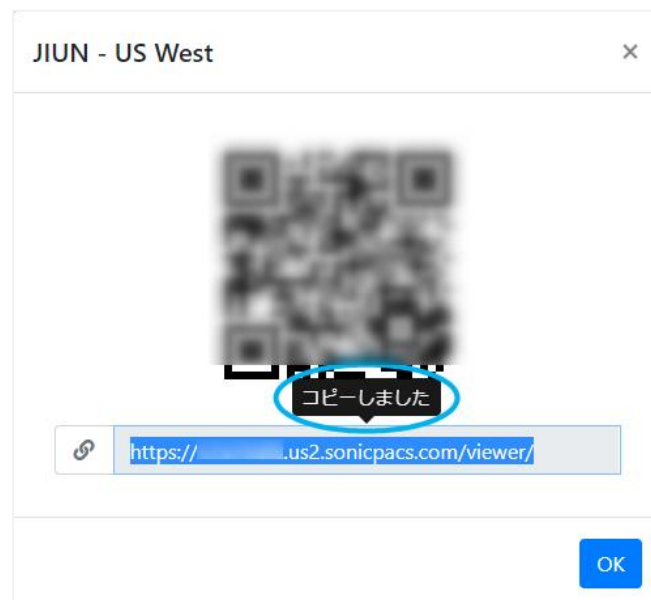 JIUN - US West
×
コピーしました
https:// .us2.sonicpacs.com/viewer/
OK